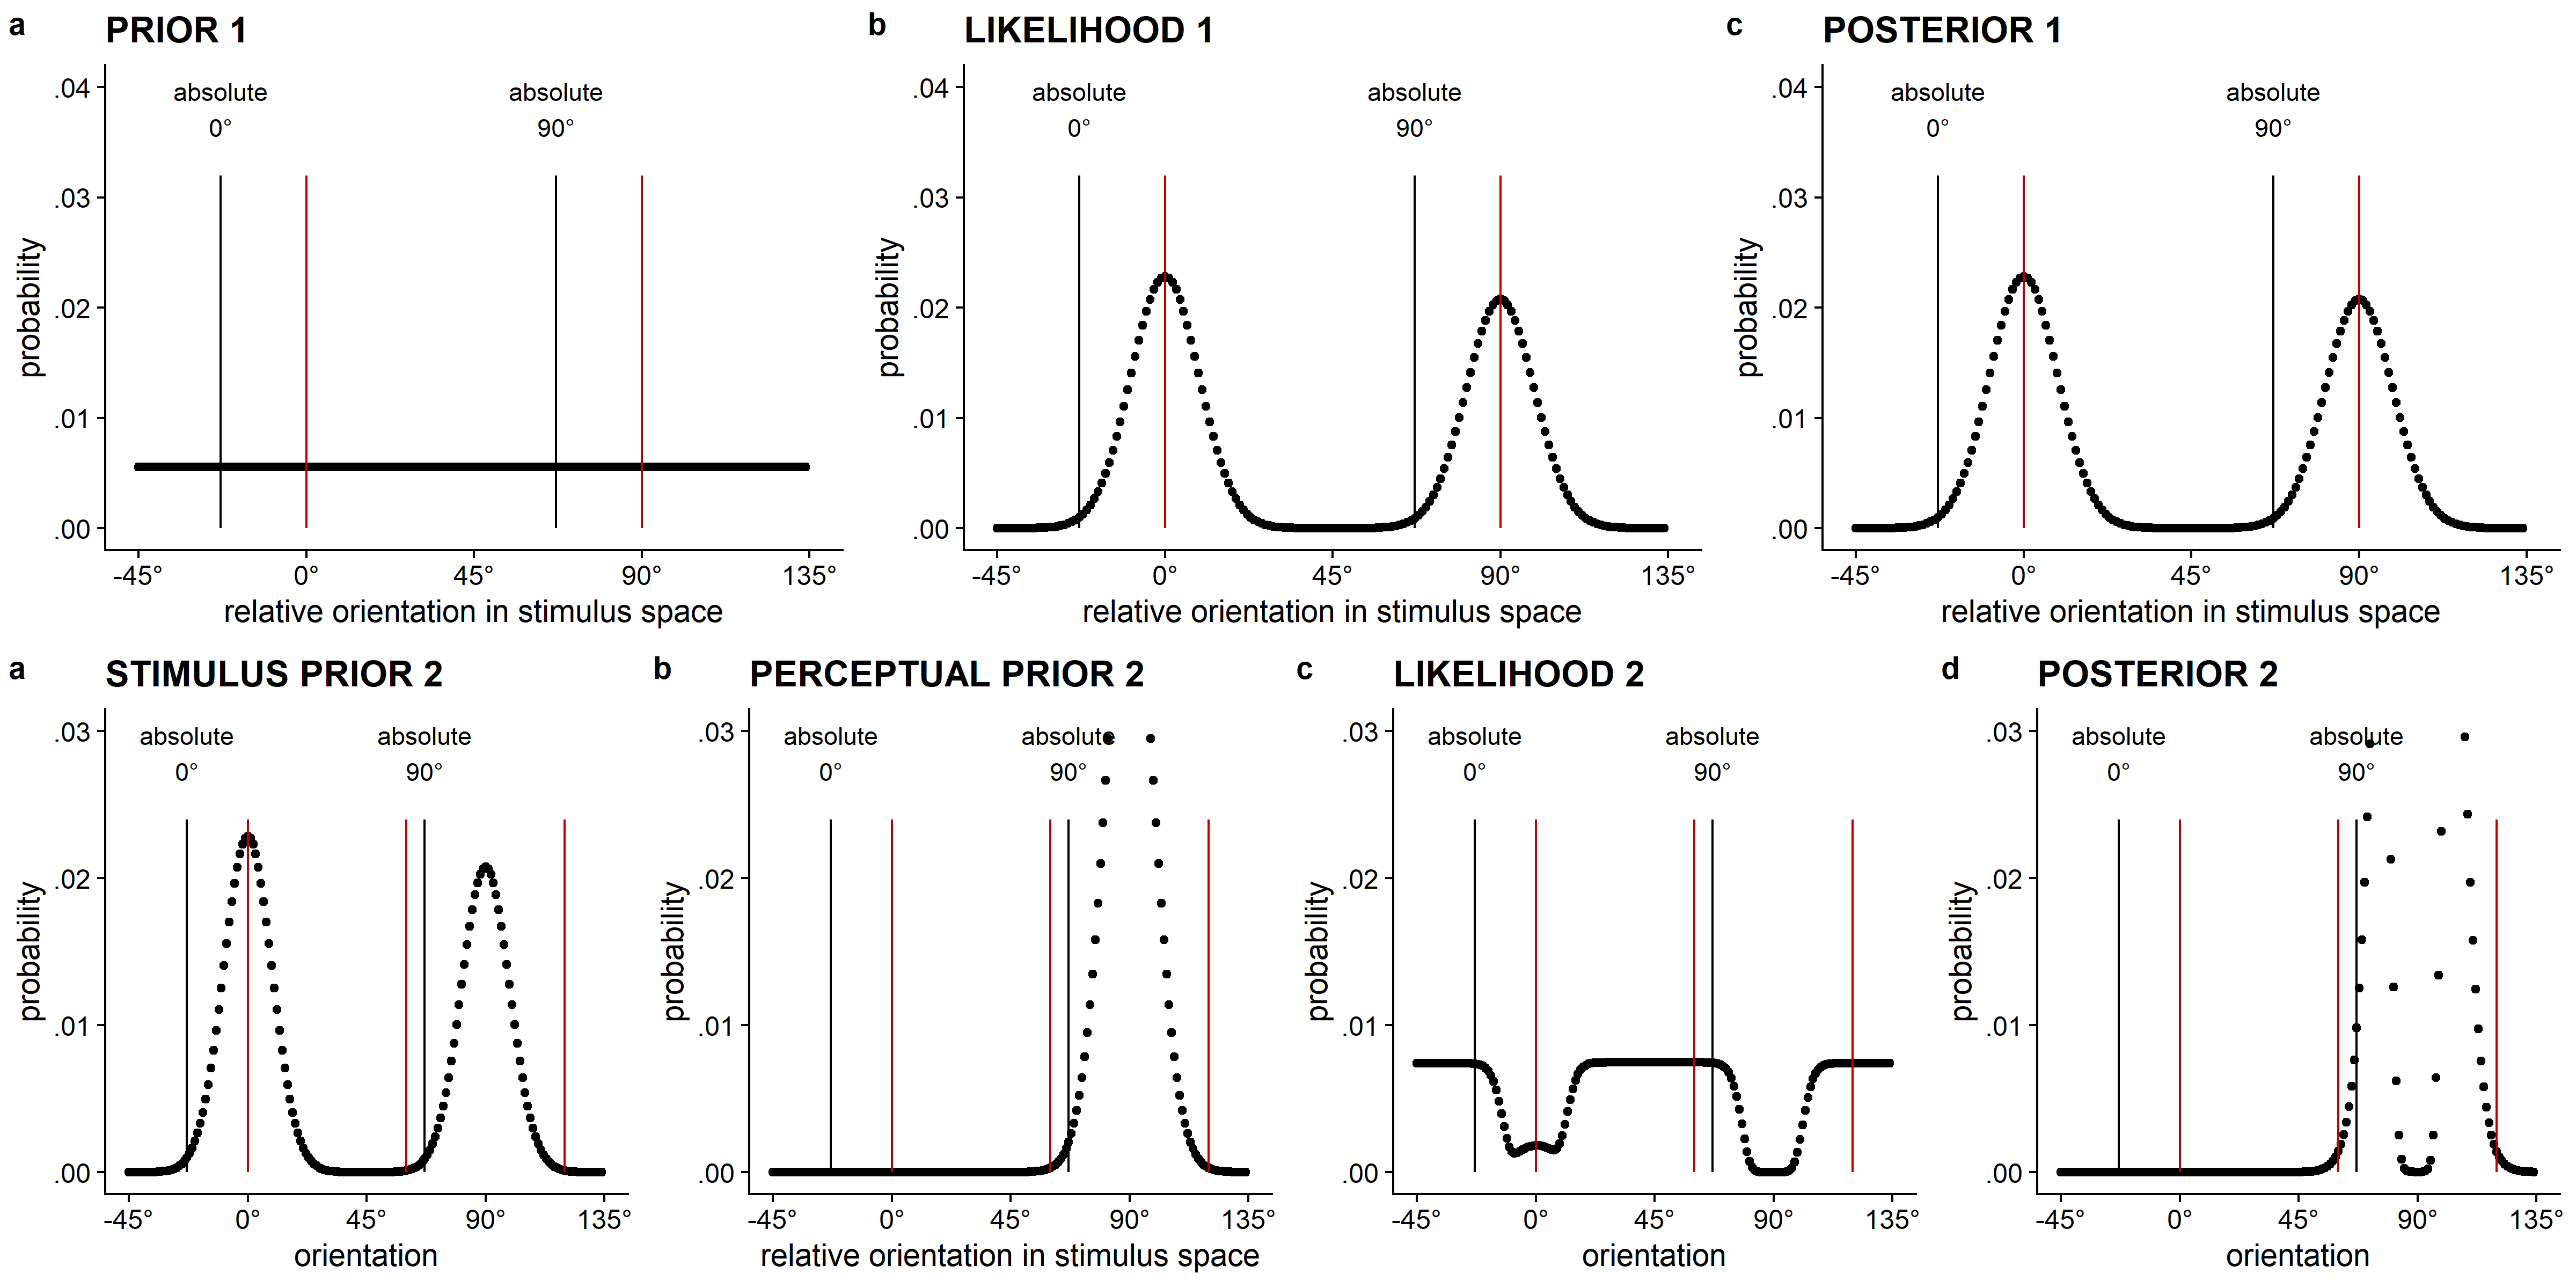 a PRIOR 1
absolute absolute
0° 90°
.04
.03
.02
.01
.00
probability
-45° 0° 45° 90° 135°
relative orientation in stimulus space
b LIKELIHOOD 1
absolute absolute
0° 90°
.04
.03
.02
.01
.00
probability
-45° 0° 45° 90° 135°
relative orientation in stimulus space
c POSTERIOR 1
absolute absolute
0° 90°
.04
.03
.02
.01
.00
probability
-45° 0° 45° 90° 135°
relative orientation in stimulus space
a STIMULUS PRIOR 2
absolute absolute
0° 90°
.03
.02
.01
.00
probability
-45° 0° 45° 90° 135°
orientation
b PERCEPTUAL PRIOR 2
absolute absolute
0° 90°
.03
.02
.01
.00
probability
-45° 0° 45° 90° 135°
relative orientation in stimulus space
c LIKELIHOOD 2
absolute absolute
0° 90°
.03
.02
.01
.00
probability
-45° 0° 45° 90° 135°
orientation
d POSTERIOR 2
absolute absolute
0° 90°
.03
.02
.01
.00
probability
-45° 0° 45° 90° 135°
orientation